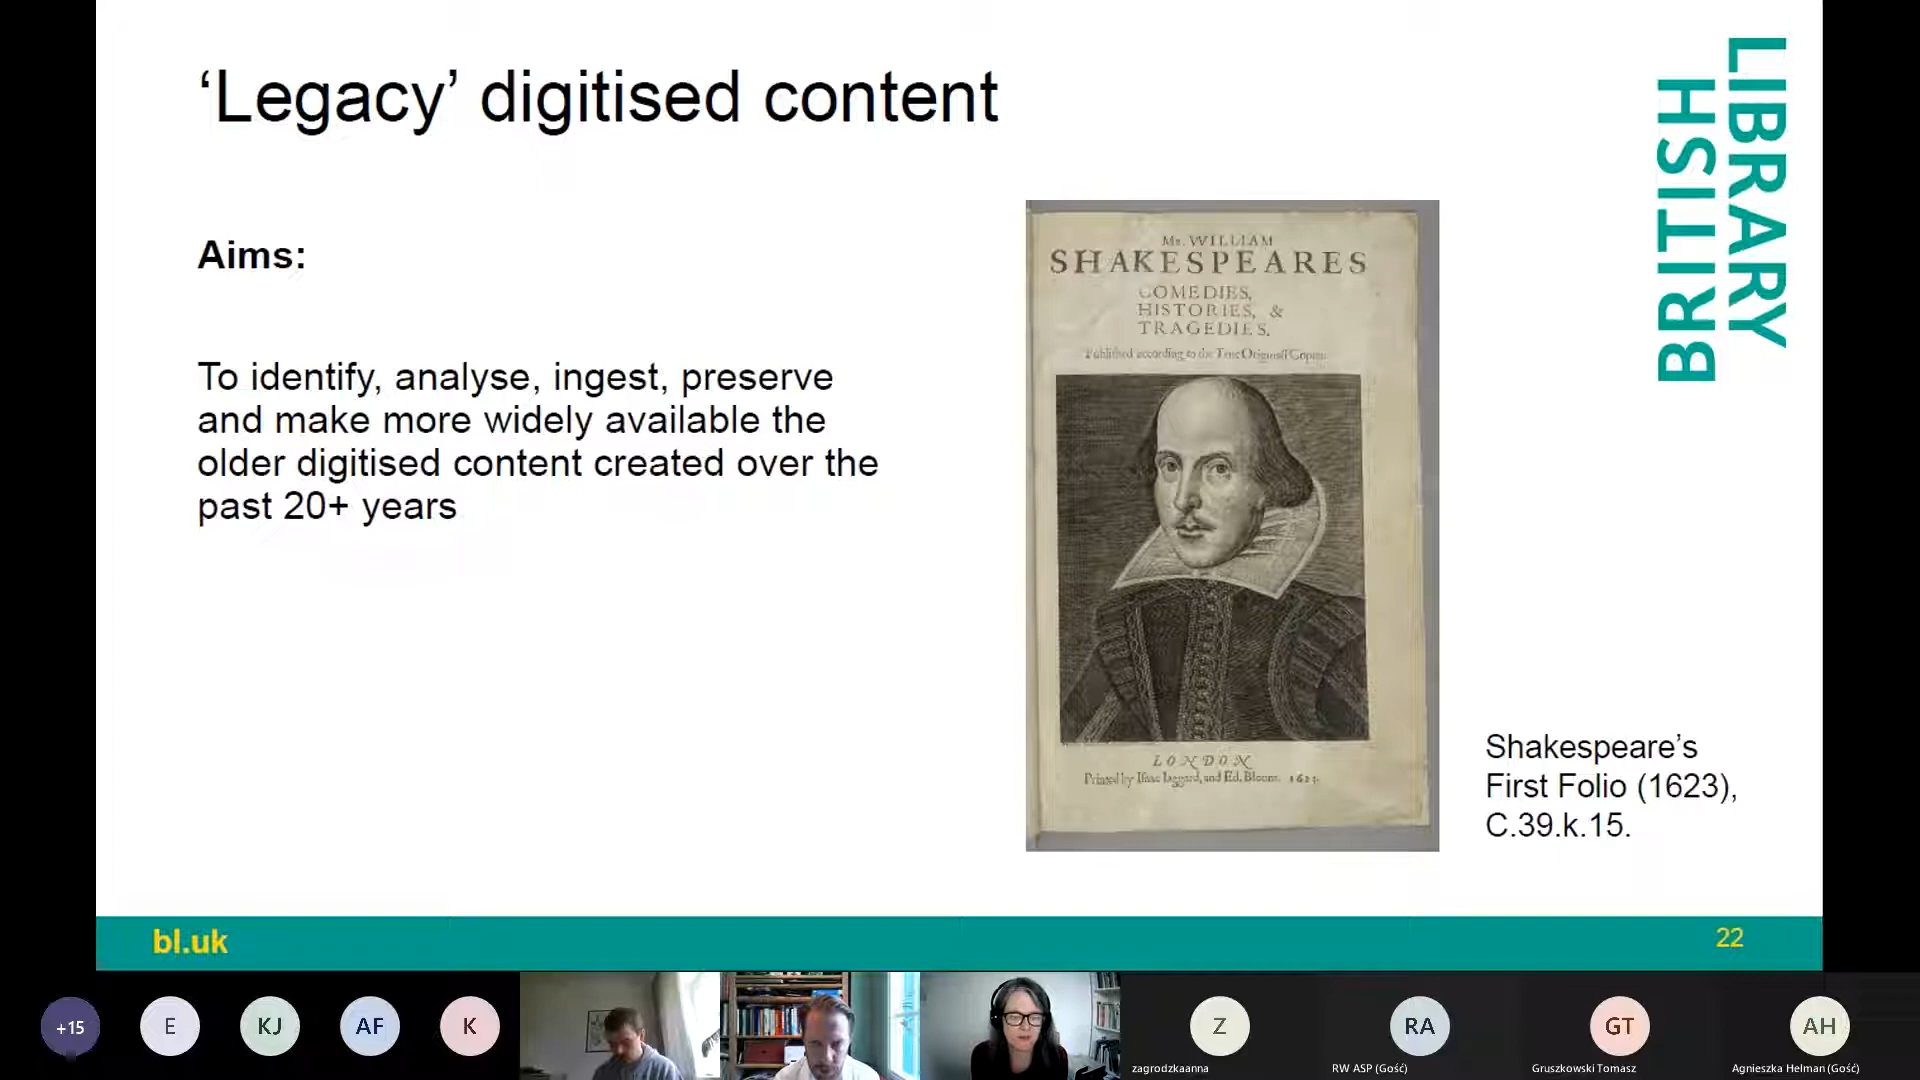 ‘Legacy’ digitised content
BRITISH
LIBRARY
Aims:
To identify, analyse, ingest, preserve
and make more widely available the
older digitised content created over the
past 20+ years
Mr. WILLIAM
SHAKESPEARES
COMEDIES,
HISTORIES, &
TRAGEDIES.
Published according to the True Originall Copies.
LONDON
Printed by Isaac Iaggard, and Ed. Blount. 1623.
Shakespeare’s
First Folio (1623),
C.39.k.15.
bl.uk
22
+15
E
KJ
AF
K
Z
RA
GT
AH
zagrodzkaanna
RW ASP (Gość)
Gruszkowski Tomasz
Agnieszka Helman (Gość)